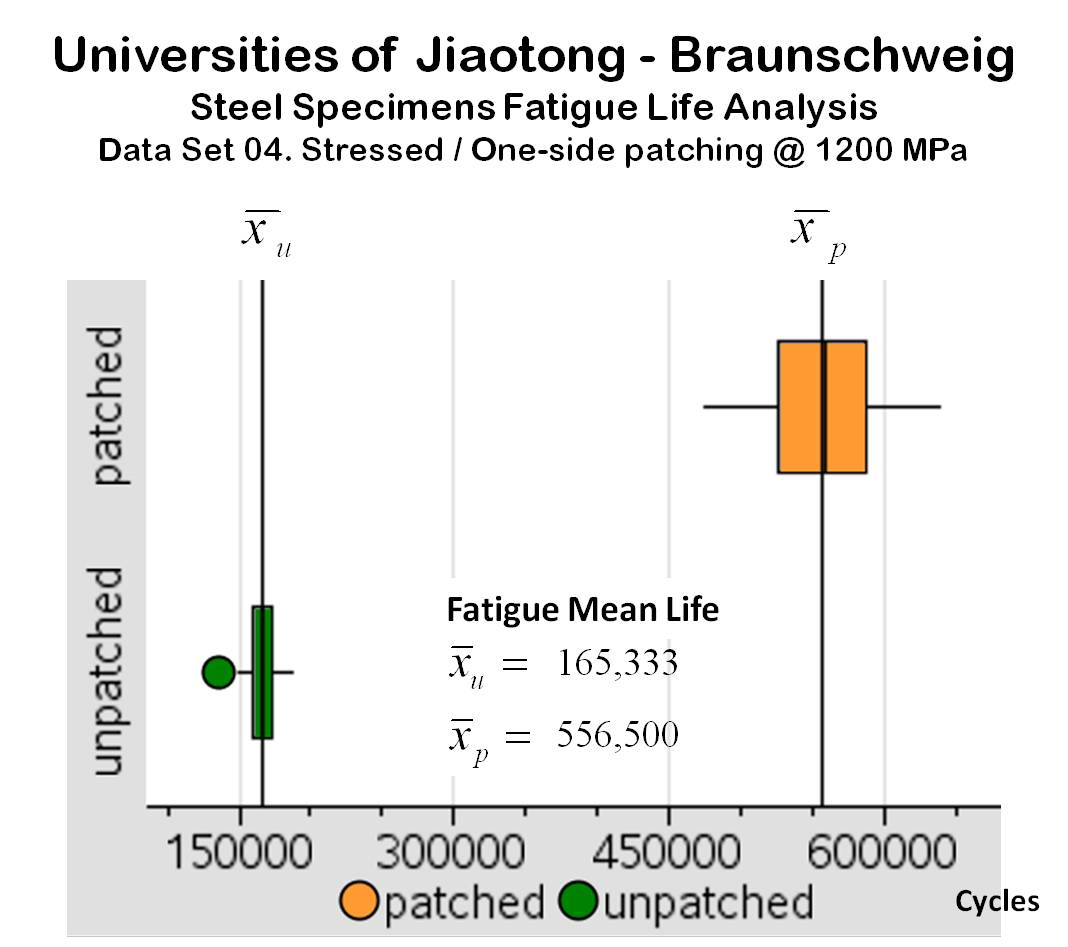 Universities of Jiaotong - Braunschweig
Steel Specimens Fatigue Life Analysis
Data Set 04. Stressed / One-side patching @ 1200 MPa
x̅ᵤ x̅ₚ
patched
unpatched
Fatigue Mean Life
x̅ᵤ = 165,333
x̅ₚ = 556,500
150000 300000 450000 600000
patched unpatched Cycles